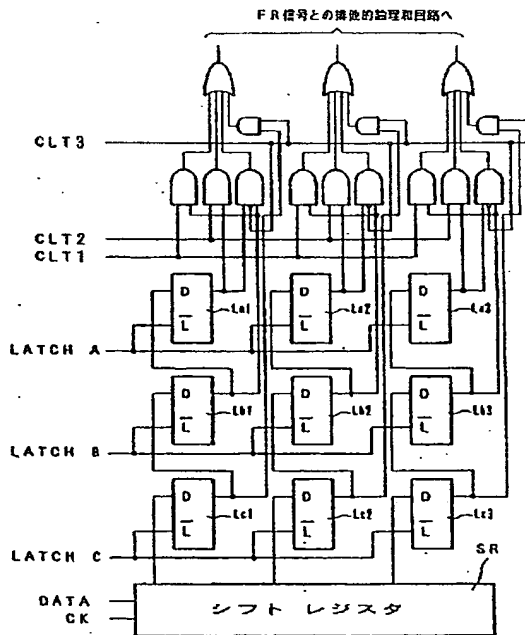 FR信号との排他的論理和回路へ
CLT3
CLT2
CLT1
D
L
La1
D
L
La2
D
L
La3
LATCH A
D
L
Lb1
D
L
Lb2
D
L
Lb3
LATCH B
D
L
Lc1
D
L
Lc2
D
L
Lc3
LATCH C
SR
DATA
CK
シフト レジスタ